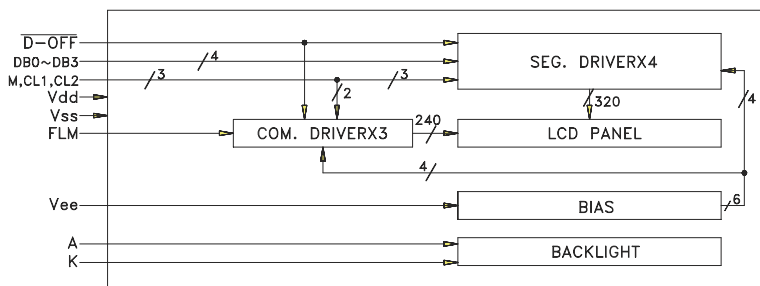 D-OFF
DB0~DB3
4
SEG. DRIVERX4
M,CL1,CL2
3
3
2
4
Vdd
320
Vss
FLM
COM. DRIVERX3
240
LCD PANEL
4
Vee
BIAS
6
A
BACKLIGHT
K